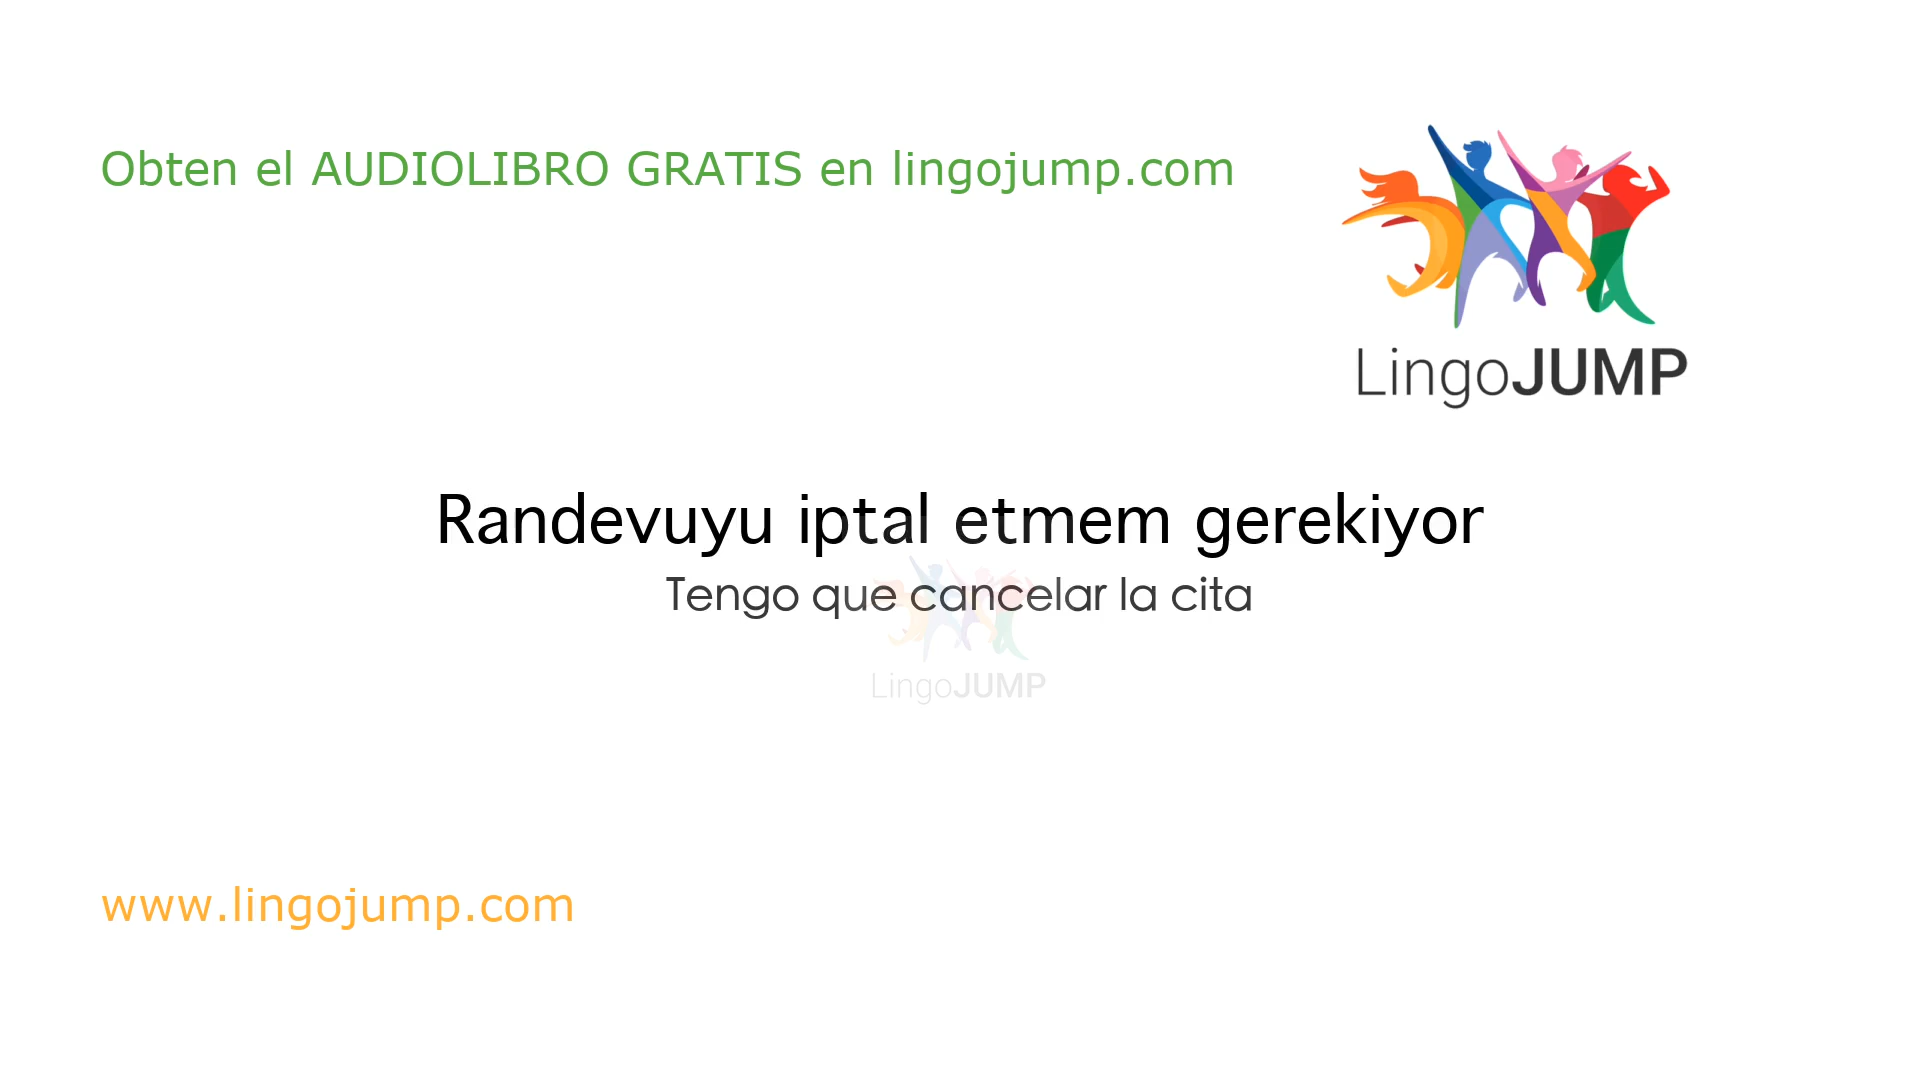 Obten el AUDIOLIBRO GRATIS en lingojump.com
LingoJUMP
Randevuyu iptal etmem gerekiyor
Tengo que cancelar la cita
LingoJUMP
www.lingojump.com